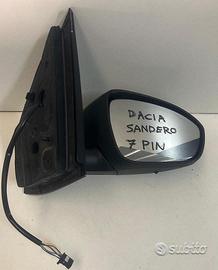 DACIA
SANDERO
7 PIN
subito